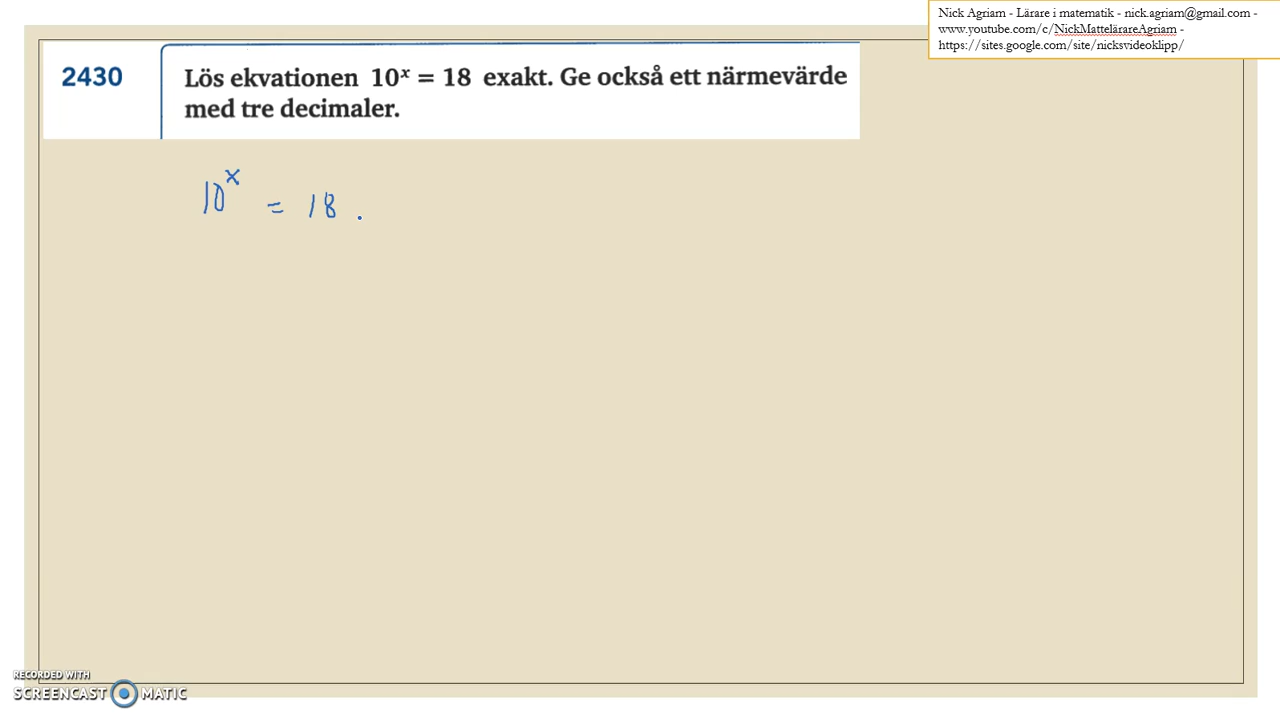 Nick Agriam - Lärare i matematik - nick.agriam@gmail.com -
www.youtube.com/c/NickMattelärareAgriam -
https://sites.google.com/site/nicksvideoklipp/
2430 Lös ekvationen 10ˣ = 18 exakt. Ge också ett närmevärde
med tre decimaler.
10ˣ = 18 .
RECORDED WITH
SCREENCAST MATIC